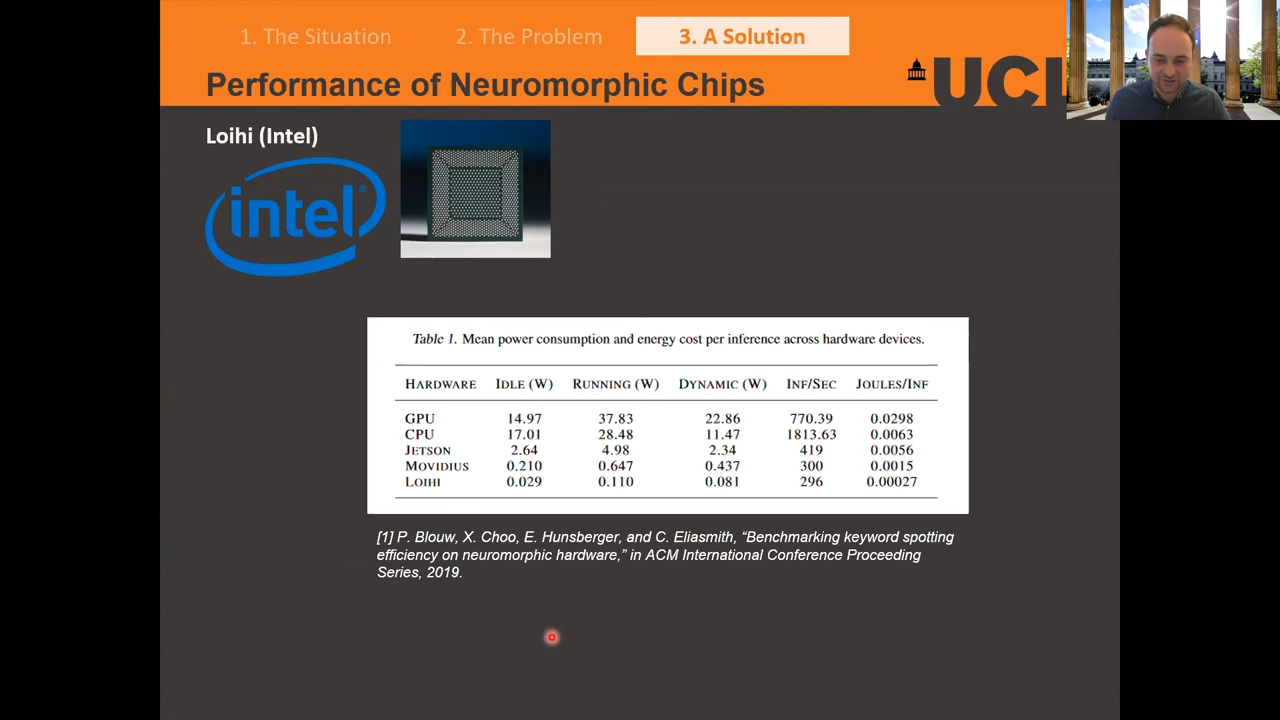 1. The Situation
2. The Problem
3. A Solution
Performance of Neuromorphic Chips
UCL
Loihi (Intel)
intel®
Table 1. Mean power consumption and energy cost per inference across hardware devices.
HARDWARE IDLE (W) RUNNING (W) DYNAMIC (W) INF/SEC JOULES/INF
GPU 14.97 37.83 22.86 770.39 0.0298
CPU 17.01 28.48 11.47 1813.63 0.0063
JETSON 2.64 4.98 2.34 419 0.0056
MOVIDIUS 0.210 0.647 0.437 300 0.0015
LOIHI 0.029 0.110 0.081 296 0.00027
[1] P. Blouw, X. Choo, E. Hunsberger, and C. Eliasmith, “Benchmarking keyword spotting
efficiency on neuromorphic hardware,” in ACM International Conference Proceeding
Series, 2019.